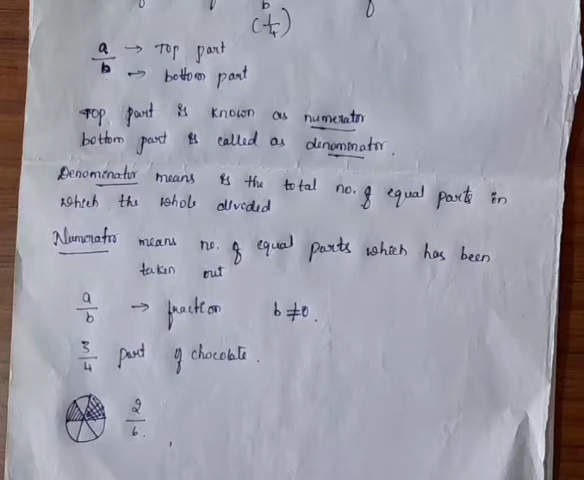 b
(1/4)
a/b → Top part
→ bottom part
Top part is known as numerator
bottom part is called as denominator.
Denomenator means is the total no. of equal parts in
which the whole divided
Numerator means no. of equal parts which has been
taken out
a/b → fraction b ≠ 0.
3/4 part of chocolate.
2/6.